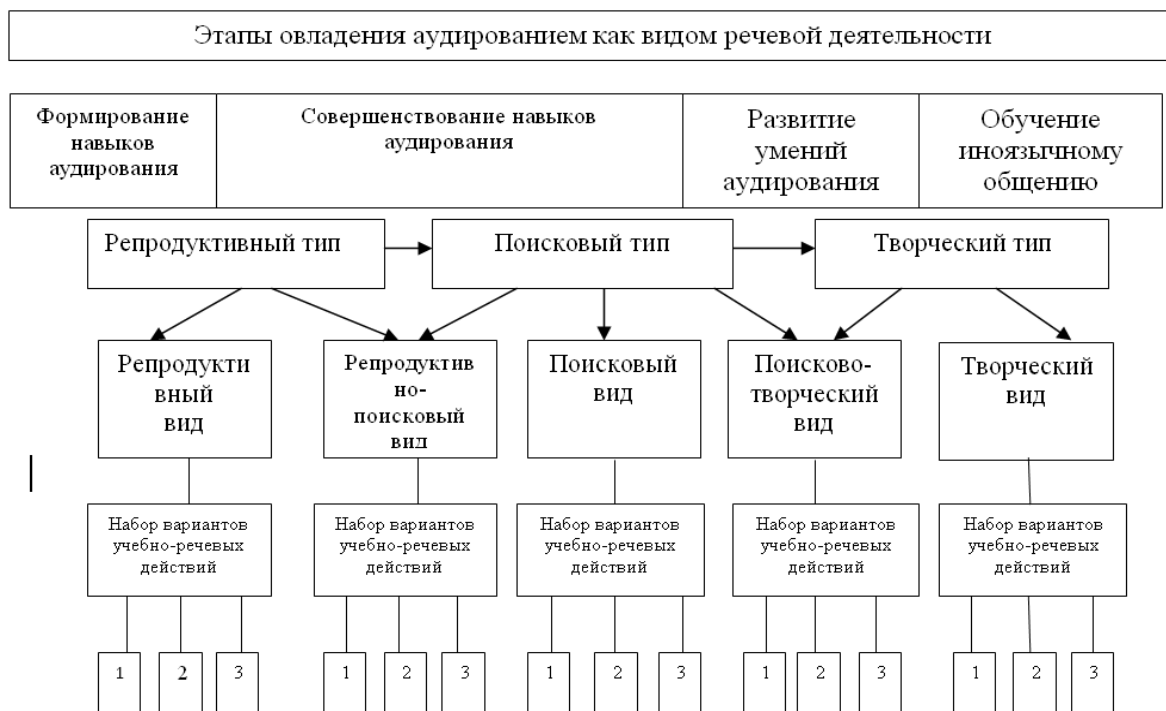 Этапы овладения аудированием как видом речевой деятельности
Формирование
навыков
аудирования
Совершенствование навыков
аудирования
Развитие
умений
аудирования
Обучение
иноязычному
общению
Репродуктивный тип
Поисковый тип
Творческий тип
Репродукти
вный
вид
Репродуктив
но-
поисковый
вид
Поисковый
вид
Поисково-
творческий
вид
Творческий
вид
Набор вариантов
учебно-речевых
действий
Набор вариантов
учебно-речевых
действий
Набор вариантов
учебно-речевых
действий
Набор вариантов
учебно-речевых
действий
Набор вариантов
учебно-речевых
действий
1 2 3 1 2 3 1 2 3 1 2 3 1 2 3